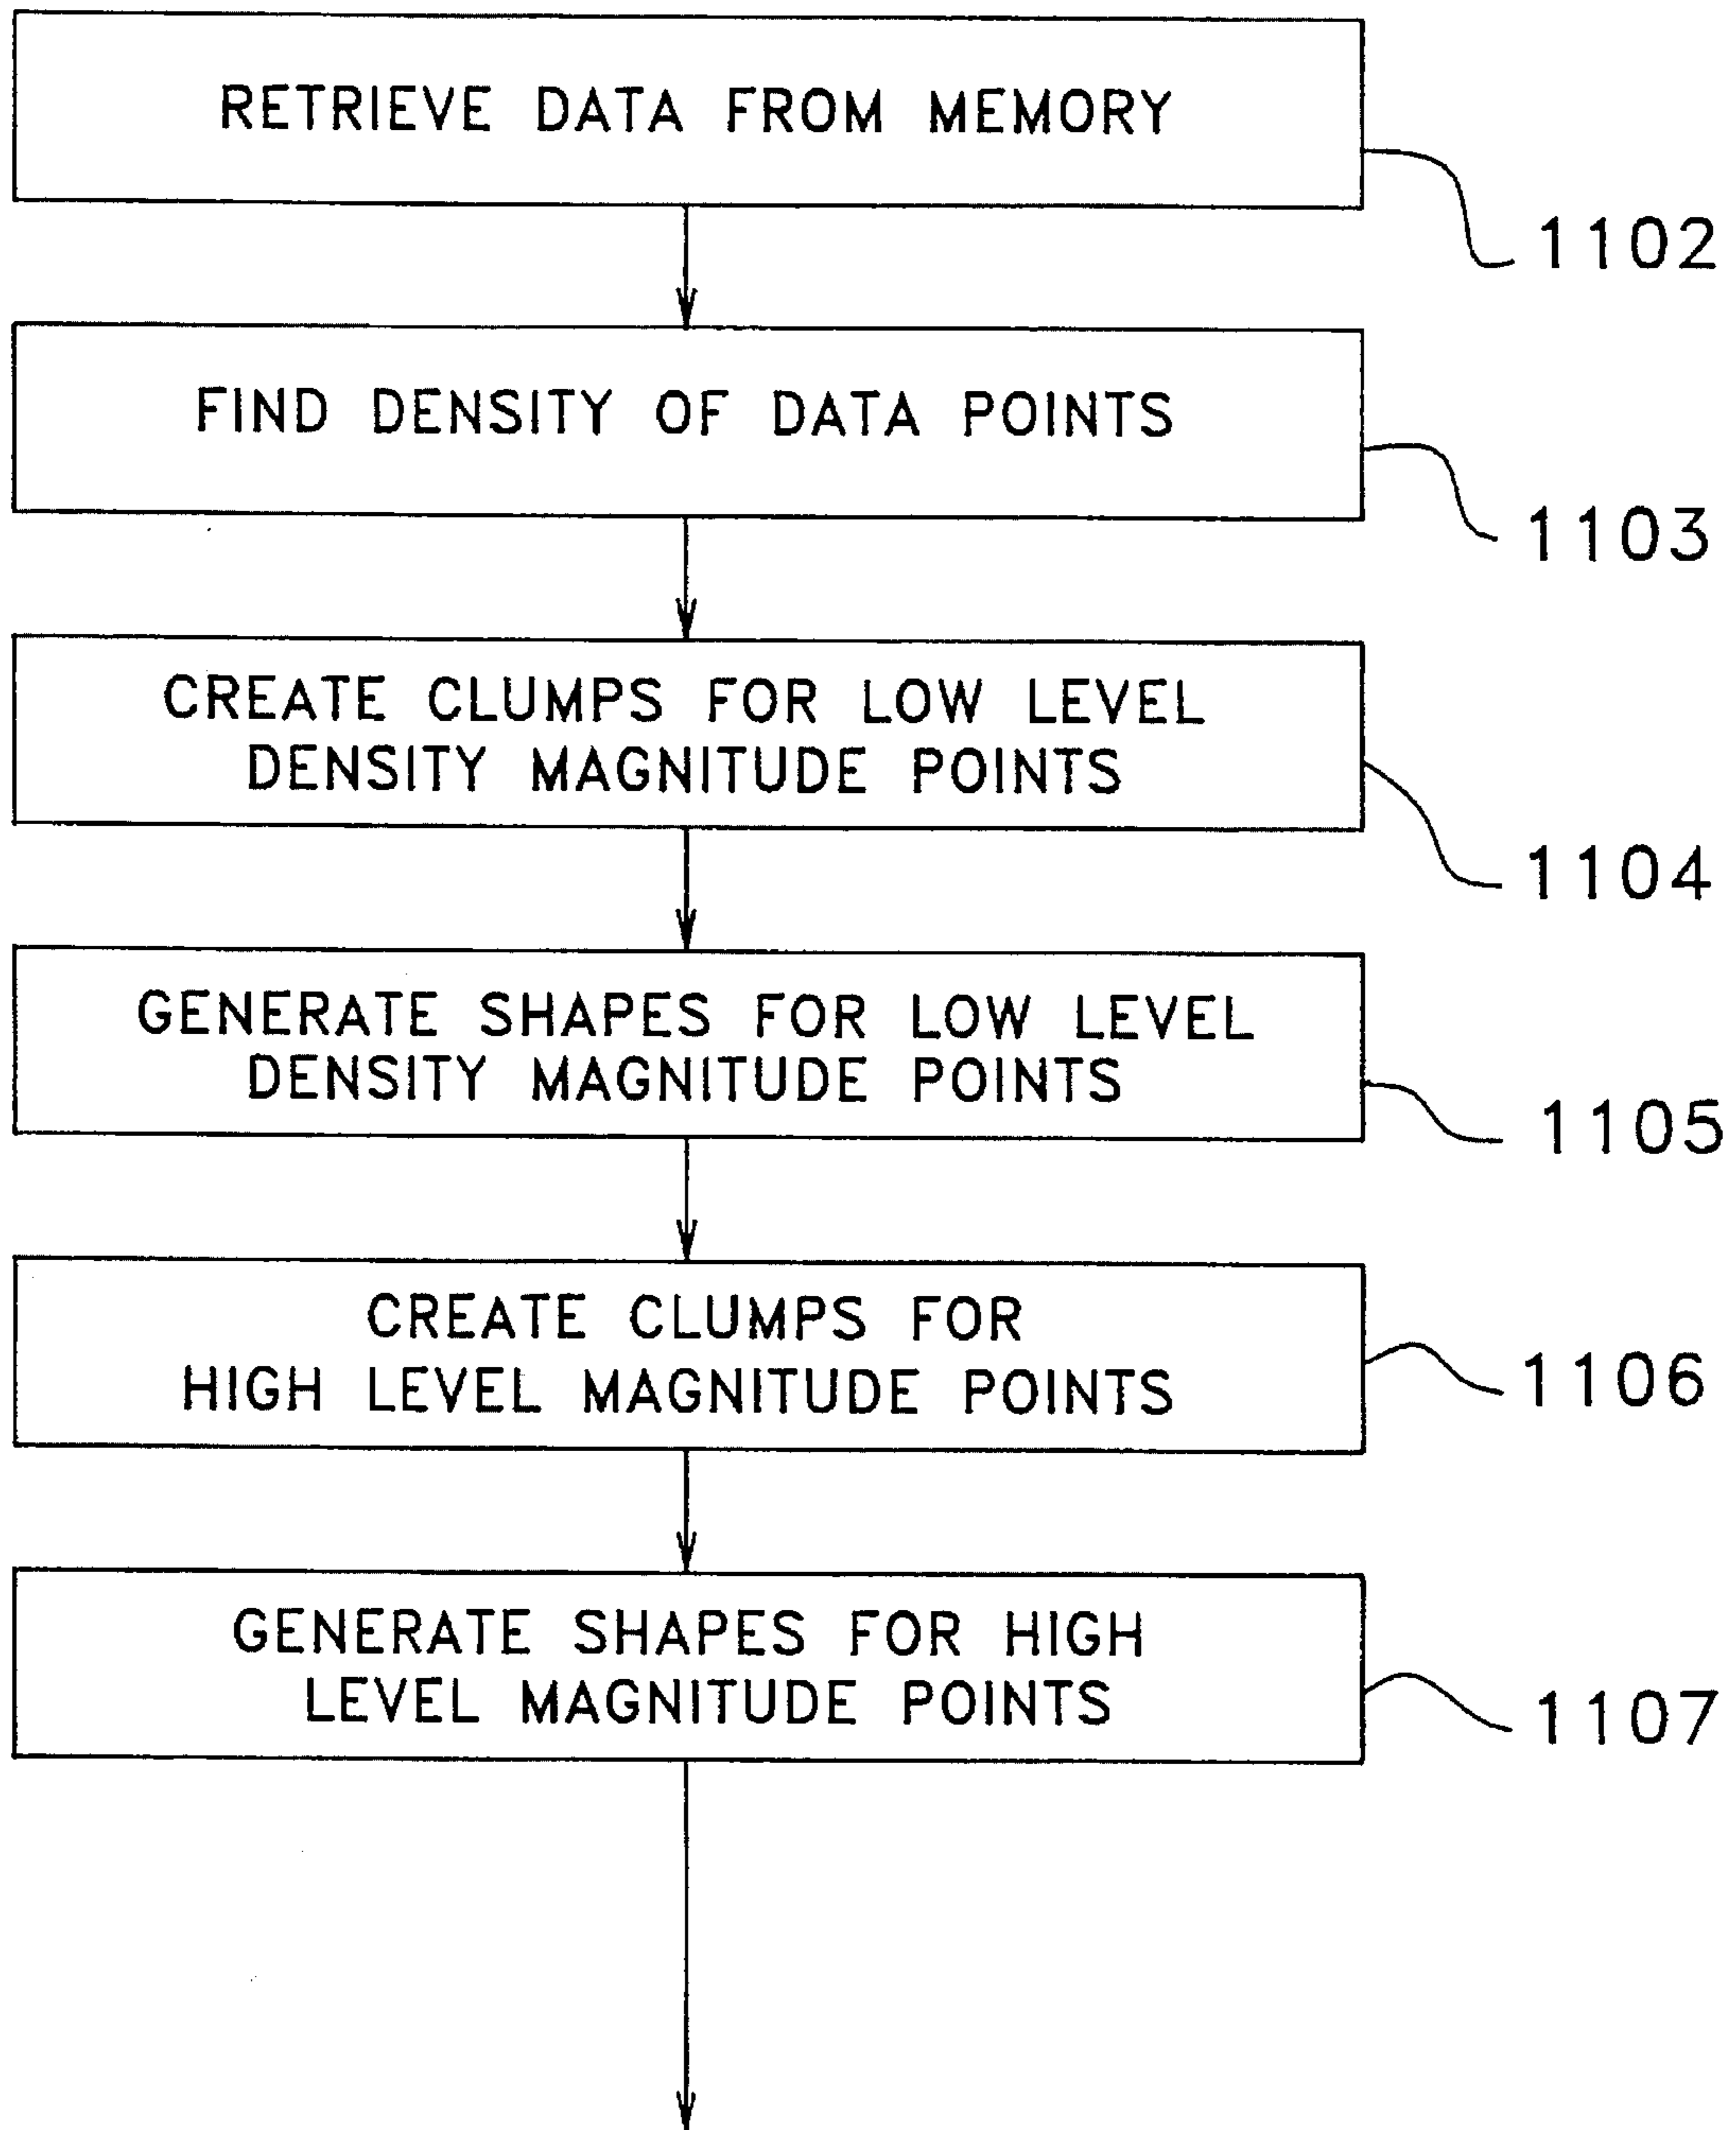 RETRIEVE DATA FROM MEMORY
1102
FIND DENSITY OF DATA POINTS
1103
CREATE CLUMPS FOR LOW LEVEL
DENSITY MAGNITUDE POINTS
1104
GENERATE SHAPES FOR LOW LEVEL
DENSITY MAGNITUDE POINTS
1105
CREATE CLUMPS FOR
HIGH LEVEL MAGNITUDE POINTS
1106
GENERATE SHAPES FOR HIGH
LEVEL MAGNITUDE POINTS
1107